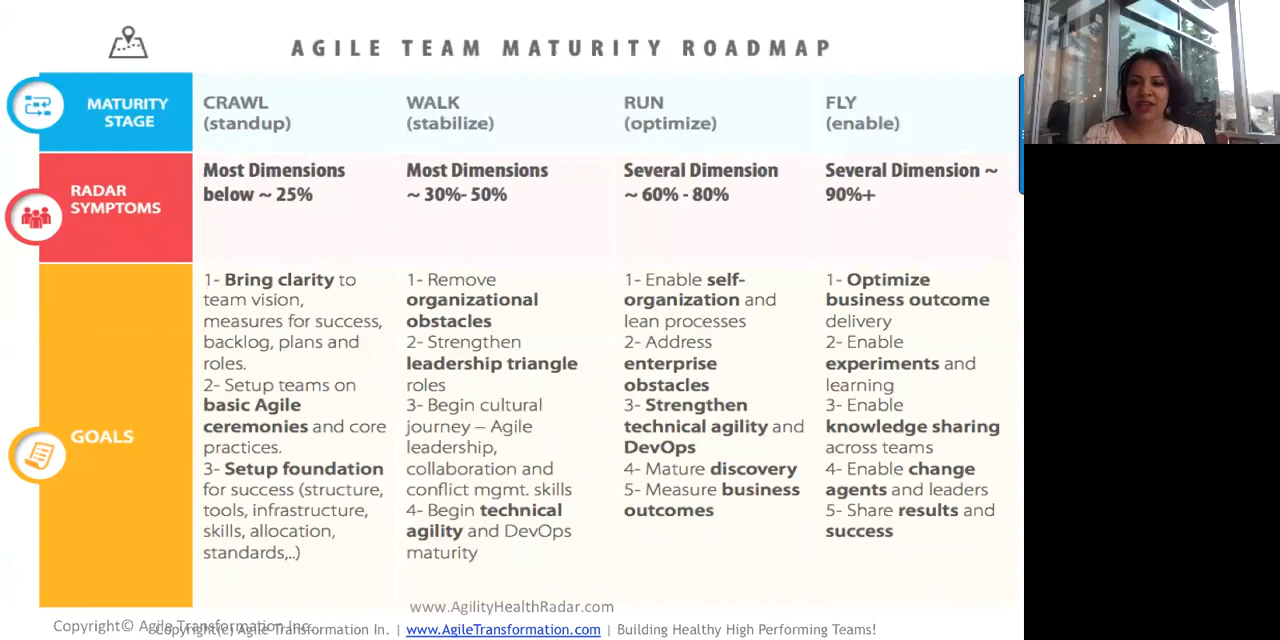 AGILE TEAM MATURITY ROADMAP
MATURITY
STAGE
CRAWL
(standup)
WALK
(stabilize)
RUN
(optimize)
FLY
(enable)
RADAR
SYMPTOMS
Most Dimensions
below ~ 25%
Most Dimensions
~ 30%- 50%
Several Dimension
~ 60% - 80%
Several Dimension ~
90%+
GOALS
1- Bring clarity to
team vision,
measures for success,
backlog, plans and
roles.
2- Setup teams on
basic Agile
ceremonies and core
practices.
3- Setup foundation
for success (structure,
tools, infrastructure,
skills, allocation,
standards,..)
1- Remove
organizational
obstacles
2- Strengthen
leadership triangle
roles
3- Begin cultural
journey – Agile
leadership,
collaboration and
conflict mgmt. skills
4- Begin technical
agility and DevOps
maturity
1- Enable self-
organization and
lean processes
2- Address
enterprise
obstacles
3- Strengthen
technical agility and
DevOps
4- Mature discovery
5- Measure business
outcomes
1- Optimize
business outcome
delivery
2- Enable
experiments and
learning
3- Enable
knowledge sharing
across teams
4- Enable change
agents and leaders
5- Share results and
success
www.AgilityHealthRadar.com
Copyright© Agile Transformation Inc.
Copyright(c) Agile Transformation In. | www.AgileTransformation.com | Building Healthy High Performing Teams!